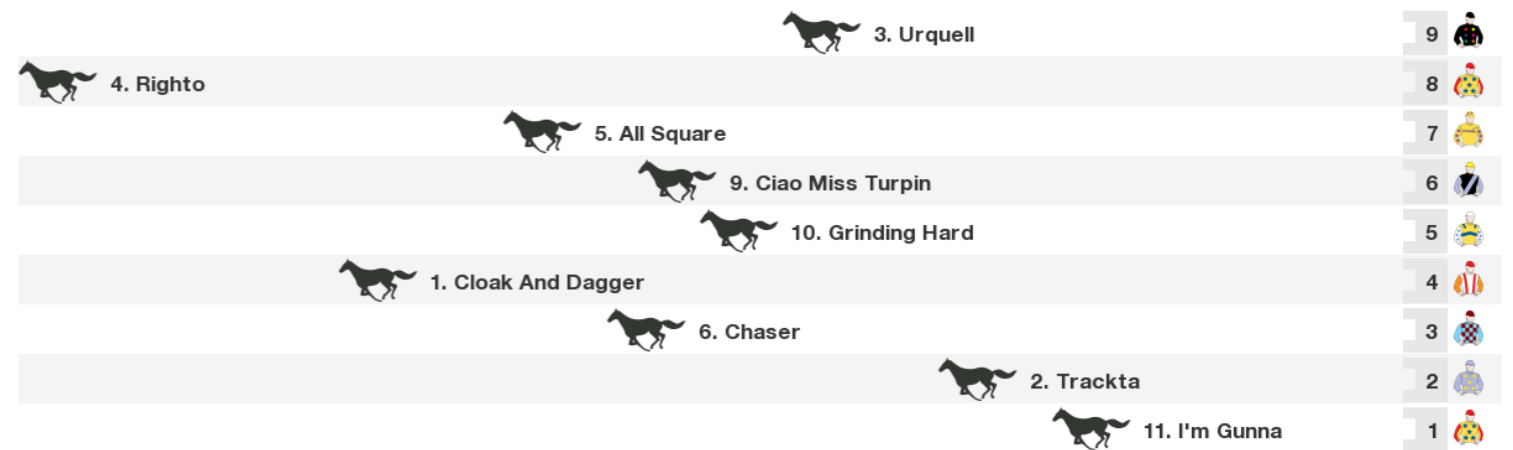 3. Urquell 9
4. Righto 8
5. All Square 7
9. Ciao Miss Turpin 6
10. Grinding Hard 5
1. Cloak And Dagger 4
6. Chaser 3
2. Trackta 2
11. I'm Gunna 1